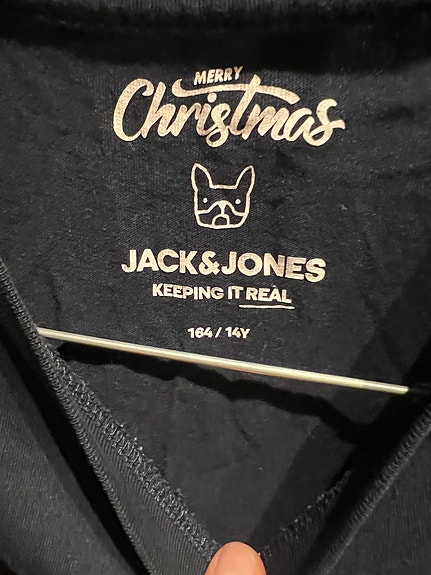 MERRY
Christmas
JACK&JONES
KEEPING IT REAL
164 / 14Y